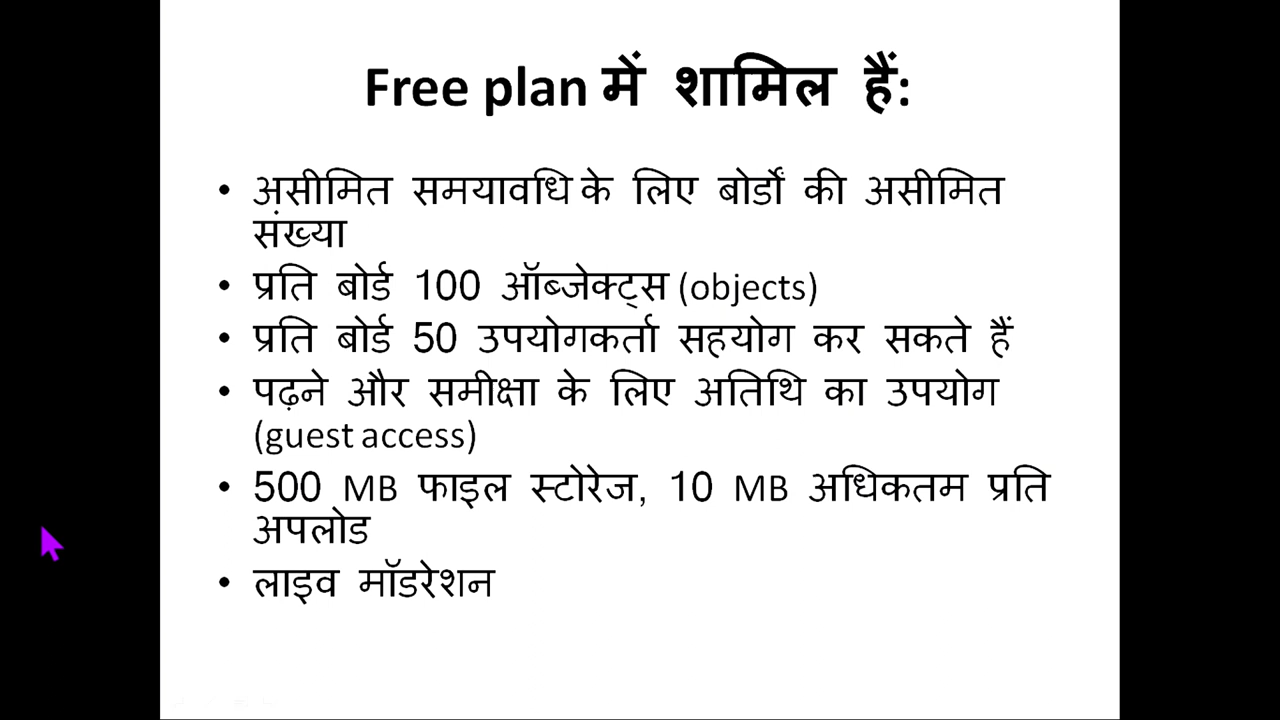 Free plan में शामिल हैं:
• असीमित समयावधि के लिए बोर्डों की असीमित
संख्या
• प्रति बोर्ड 100 ऑब्जेक्ट्स (objects)
• प्रति बोर्ड 50 उपयोगकर्ता सहयोग कर सकते हैं
• पढ़ने और समीक्षा के लिए अतिथि का उपयोग
(guest access)
• 500 MB फाइल स्टोरेज, 10 MB अधिकतम प्रति
अपलोड
• लाइव मॉडरेशन